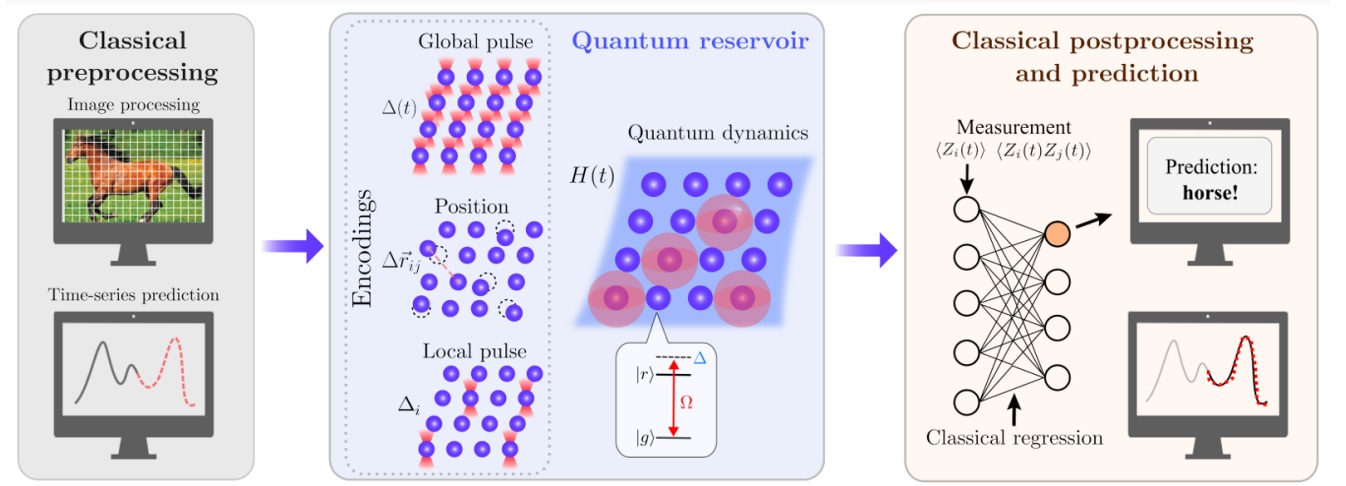 Classical
preprocessing
Image processing
Time-series prediction
Encodings
Global pulse
Δ(t)
Position
Δr⃗ᵢⱼ
Local pulse
Δᵢ
Quantum reservoir
Quantum dynamics
H(t)
Δ
|r⟩
Ω
|g⟩
Classical postprocessing
and prediction
Measurement
⟨Zᵢ(t)⟩ ⟨Zᵢ(t)Zⱼ(t)⟩
Classical regression
Prediction:
horse!